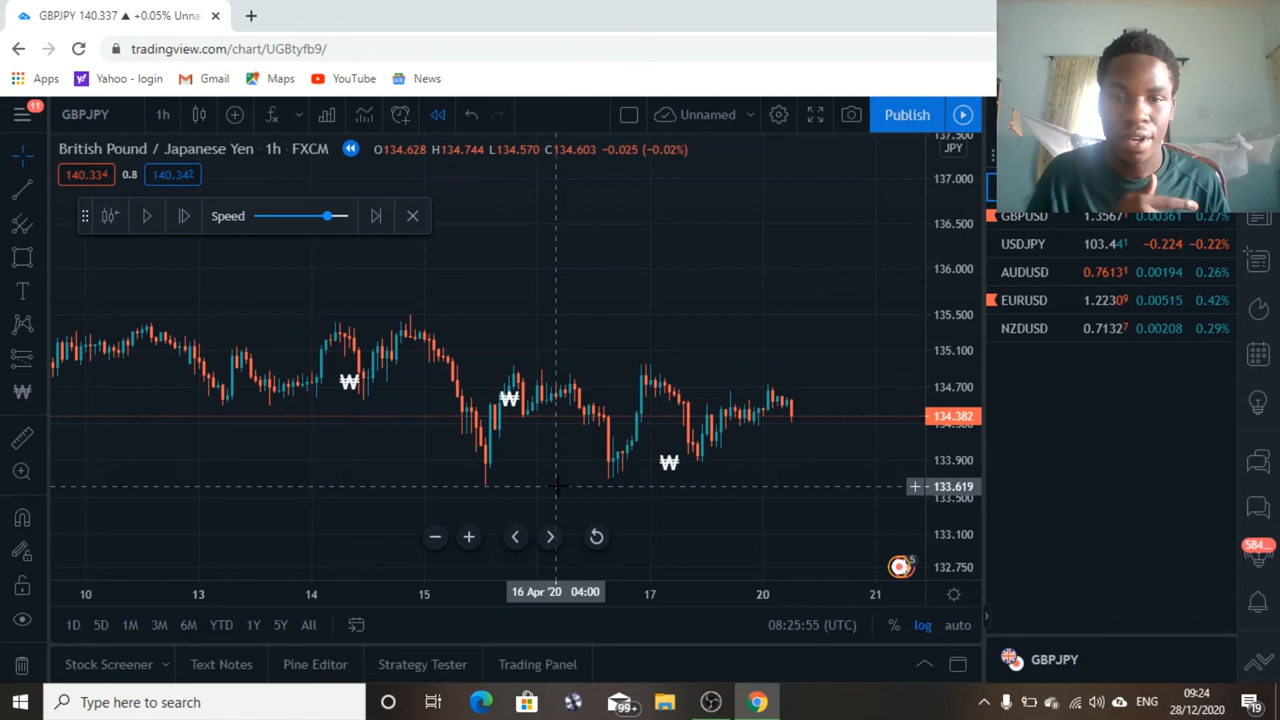 GBPJPY 140.337 ▲ +0.05% Unna
tradingview.com/chart/UGBtyfb9/
Apps Yahoo - login Gmail Maps YouTube News
11
GBPJPY 1h Unnamed Publish
British Pound / Japanese Yen · 1h · FXCM O134.628 H134.744 L134.570 C134.603 −0.025 (−0.02%)
140.334 0.8 140.342
Speed
137.500
JPY
137.000
136.500
136.000
135.500
135.100
134.700
134.382
133.900
133.619
133.500
133.100
132.750
₩ ₩ ₩
GBPUSD 1.3567 0.00361 0.27%
USDJPY 103.441 −0.224 −0.22%
AUDUSD 0.76131 0.00194 0.26%
EURUSD 1.22309 0.00515 0.42%
NZDUSD 0.71327 0.00208 0.29%
584
5
10 13 14 15 16 Apr '20 04:00 17 20 21
1D 5D 1M 3M 6M YTD 1Y 5Y All 08:25:55 (UTC) % log auto
GBPJPY
Stock Screener Text Notes Pine Editor Strategy Tester Trading Panel
Type here to search
99+
ENG
09:24
28/12/2020
19